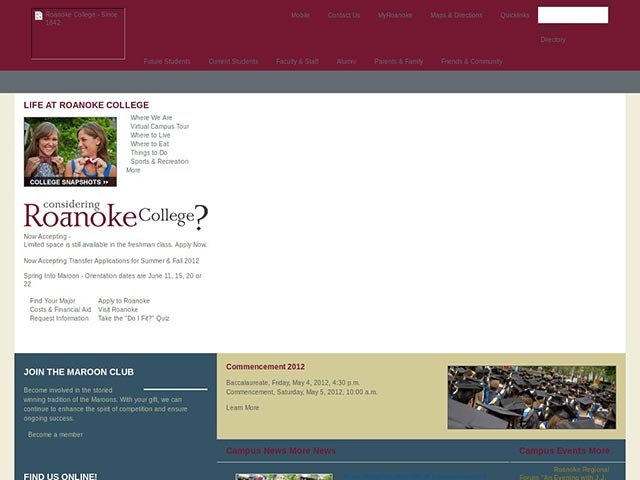 Roanoke College - Since
1842
Mobile
Contact Us
MyRoanoke
Maps & Directions
Quicklinks
Directory
Future Students
Current Students
Faculty & Staff
Alumni
Parents & Family
Friends & Community
LIFE AT ROANOKE COLLEGE
COLLEGE SNAPSHOTS
Where We Are
Virtual Campus Tour
Where to Live
Where to Eat
Things to Do
Sports & Recreation
More
considering
Roanoke College?
Now Accepting -
Limited space is still available in the freshman class. Apply Now.
Now Accepting Transfer Applications for Summer & Fall 2012
Spring Into Maroon - Orientation dates are June 11, 15, 20 or
22
Find Your Major
Costs & Financial Aid
Request Information
Apply to Roanoke
Visit Roanoke
Take the "Do I Fit?" Quiz
JOIN THE MAROON CLUB
Become involved in the storied
winning tradition of the Maroons. With your gift, we can
continue to enhance the spirit of competition and ensure
ongoing success.
Become a member
FIND US ONLINE!
Commencement 2012
Baccalaureate, Friday, May 4, 2012, 4:30 p.m.
Commencement, Saturday, May 5, 2012, 10:00 a.m.
Learn More
Campus News More News
Campus Events More
Roanoke Regional
Forum "An Evening with J.J.